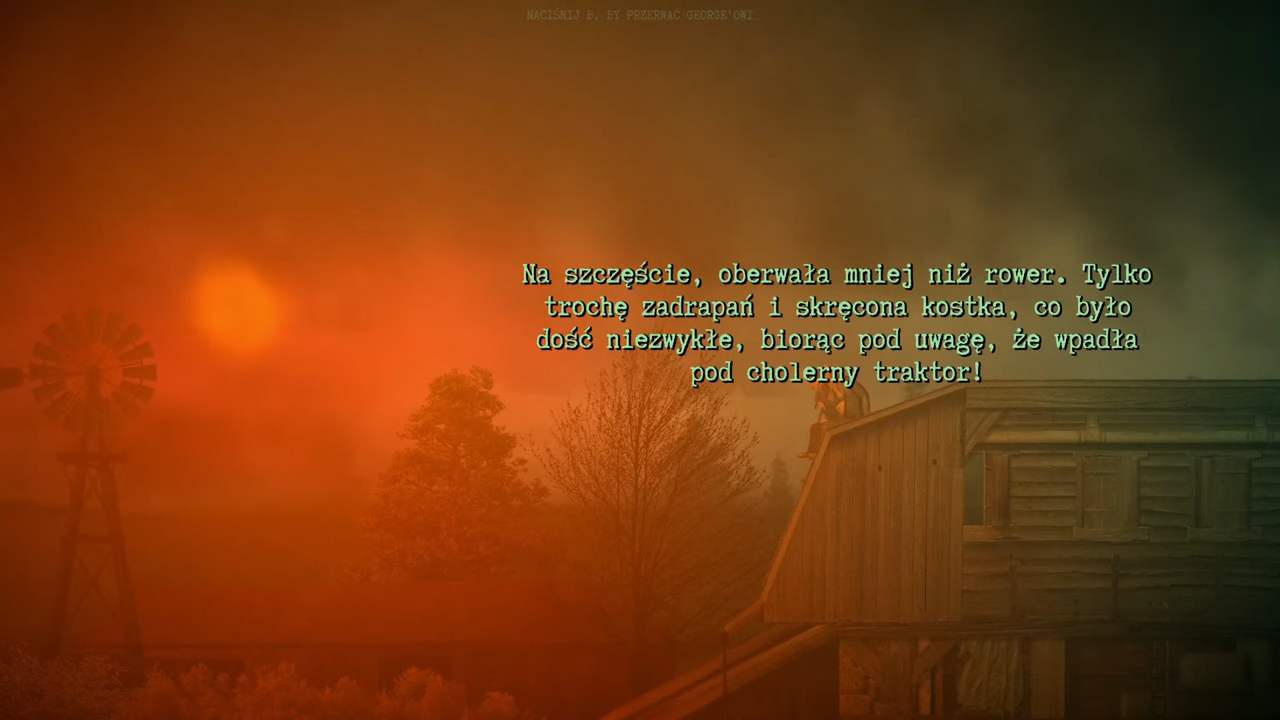 NACIŚNIJ B, BY PRZERWAĆ GEORGE'OWI
Na szczęście, oberwała mniej niż rower. Tylko
trochę zadrapań i skręcona kostka, co było
dość niezwykłe, biorąc pod uwagę, że wpadła
pod cholerny traktor!